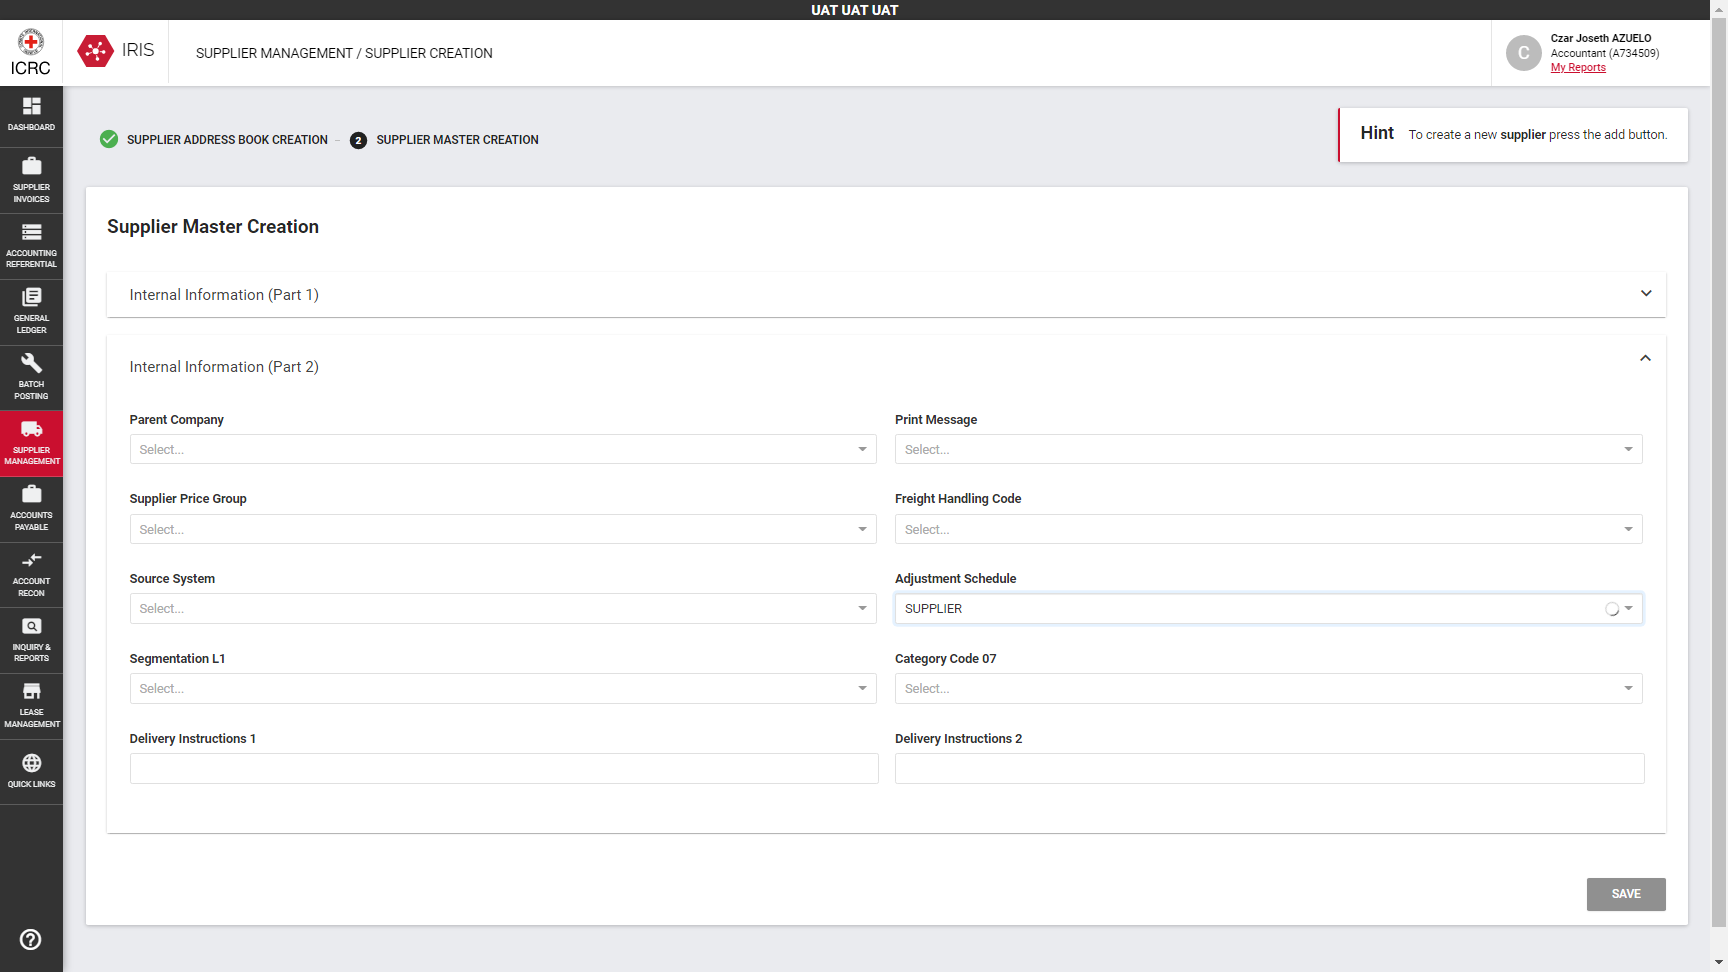 UAT UAT UAT
ICRC
IRIS
SUPPLIER MANAGEMENT / SUPPLIER CREATION
C
Czar Joseth AZUELO
Accountant (A734509)
My Reports
DASHBOARD
SUPPLIER
INVOICES
ACCOUNTING
REFERENTIAL
GENERAL
LEDGER
BATCH
POSTING
SUPPLIER
MANAGEMENT
ACCOUNTS
PAYABLE
ACCOUNT
RECON
INQUIRY &
REPORTS
LEASE
MANAGEMENT
QUICK LINKS
SUPPLIER ADDRESS BOOK CREATION
2 SUPPLIER MASTER CREATION
Hint To create a new supplier press the add button.
Supplier Master Creation
Internal Information (Part 1)
Internal Information (Part 2)
Parent Company
Select...
Print Message
Select...
Supplier Price Group
Select...
Freight Handling Code
Select...
Source System
Select...
Adjustment Schedule
SUPPLIER
Segmentation L1
Select...
Category Code 07
Select...
Delivery Instructions 1
Delivery Instructions 2
SAVE